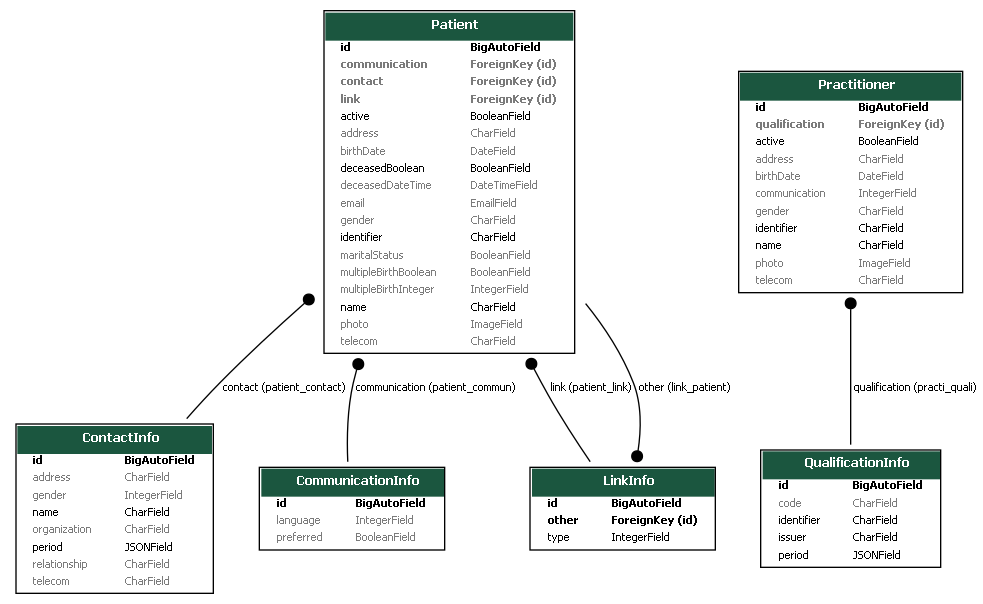 Patient
id BigAutoField
communication ForeignKey (id)
contact ForeignKey (id)
link ForeignKey (id)
active BooleanField
address CharField
birthDate DateField
deceasedBoolean BooleanField
deceasedDateTime DateTimeField
email EmailField
gender CharField
identifier CharField
maritalStatus BooleanField
multipleBirthBoolean BooleanField
multipleBirthInteger IntegerField
name CharField
photo ImageField
telecom CharField
Practitioner
id BigAutoField
qualification ForeignKey (id)
active BooleanField
address CharField
birthDate DateField
communication IntegerField
gender CharField
identifier CharField
name CharField
photo ImageField
telecom CharField
contact (patient_contact)
communication (patient_commun)
link (patient_link)
other (link_patient)
qualification (practi_quali)
ContactInfo
id BigAutoField
address CharField
gender IntegerField
name CharField
organization CharField
period JSONField
relationship CharField
telecom CharField
CommunicationInfo
id BigAutoField
language IntegerField
preferred BooleanField
LinkInfo
id BigAutoField
other ForeignKey (id)
type IntegerField
QualificationInfo
id BigAutoField
code CharField
identifier CharField
issuer CharField
period JSONField